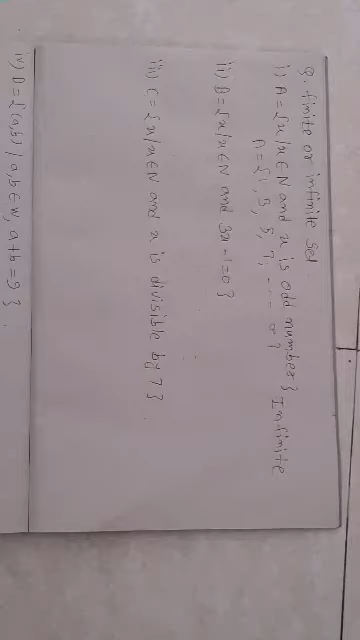 Q. finite or infinite set
i) A = {x/x ∈ N and x is odd number} Infinite
A = {1, 3, 5, 7, ---- ∞}
ii) B = {x/x ∈ N and 3x - 1 = 0}
iii) C = {x/x ∈ N and x is divisible by 7}.
iv) D = {(a,b) / a,b ∈ w, a+b = 9}.